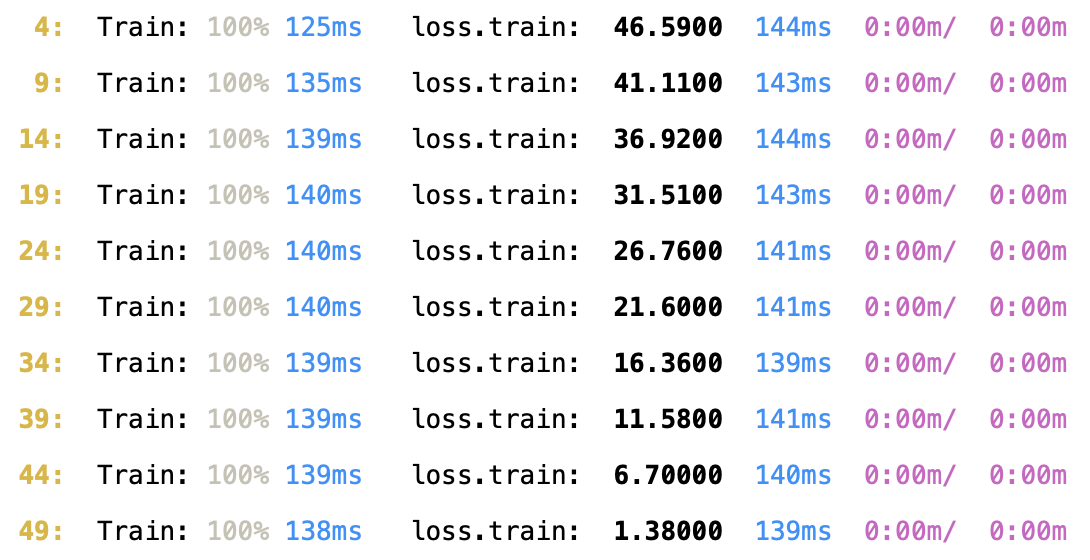 4: Train: 100% 125ms loss.train: 46.5900 144ms 0:00m/ 0:00m
9: Train: 100% 135ms loss.train: 41.1100 143ms 0:00m/ 0:00m
14: Train: 100% 139ms loss.train: 36.9200 144ms 0:00m/ 0:00m
19: Train: 100% 140ms loss.train: 31.5100 143ms 0:00m/ 0:00m
24: Train: 100% 140ms loss.train: 26.7600 141ms 0:00m/ 0:00m
29: Train: 100% 140ms loss.train: 21.6000 141ms 0:00m/ 0:00m
34: Train: 100% 139ms loss.train: 16.3600 139ms 0:00m/ 0:00m
39: Train: 100% 139ms loss.train: 11.5800 141ms 0:00m/ 0:00m
44: Train: 100% 139ms loss.train: 6.70000 140ms 0:00m/ 0:00m
49: Train: 100% 138ms loss.train: 1.38000 139ms 0:00m/ 0:00m